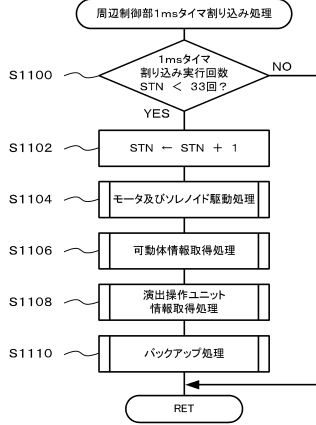 周辺制御部1msタイマ割り込み処理
S1100
1msタイマ
割り込み実行回数
STN < 33回?
NO
YES
S1102
STN ← STN + 1
S1104
モータ及びソレノイド駆動処理
S1106
可動体情報取得処理
S1108
演出操作ユニット
情報取得処理
S1110
バックアップ処理
RET